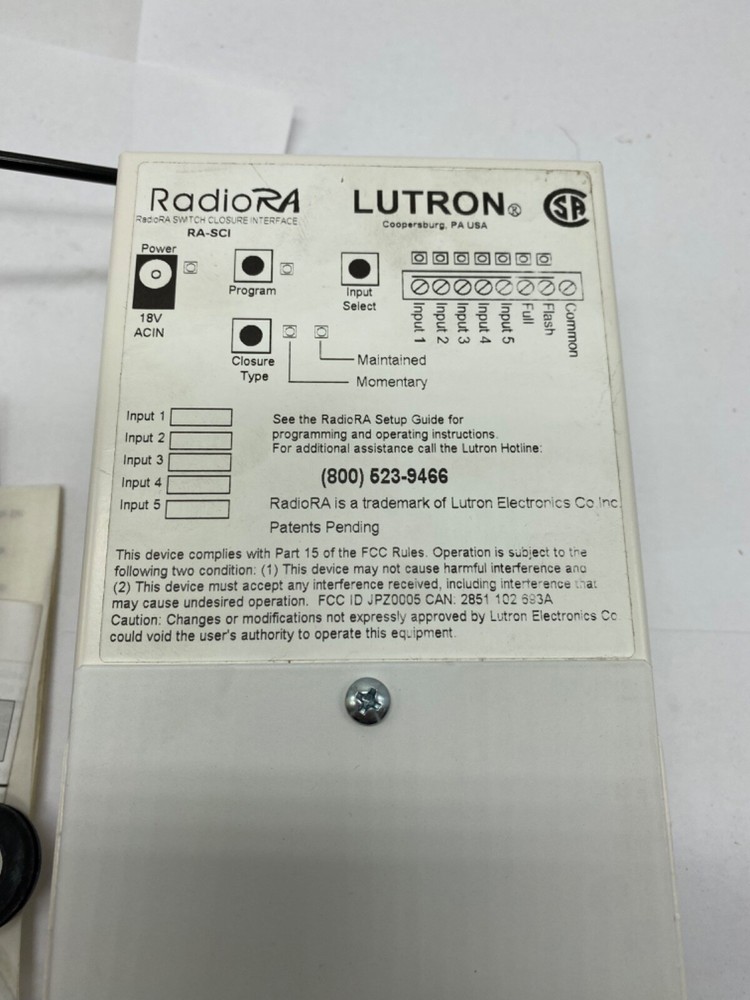 RadioRA
RadioRA SWITCH CLOSURE INTERFACE
RA-SCI
LUTRON®
Coopersburg, PA USA
SA
Power
18V
ACIN
Program
Input
Select
Input 1
Input 2
Input 3
Input 4
Input 5
Full
Flash
Common
Closure
Type
Maintained
Momentary
Input 1
Input 2
Input 3
Input 4
Input 5
See the RadioRA Setup Guide for
programming and operating instructions.
For additional assistance call the Lutron Hotline:
(800) 523-9466
RadioRA is a trademark of Lutron Electronics Co Inc.
Patents Pending
This device complies with Part 15 of the FCC Rules. Operation is subject to the
following two condition: (1) This device may not cause harmful interference and
(2) This device must accept any interference received, including interference that
may cause undesired operation. FCC ID JPZ0005 CAN: 2851 102 693A
Caution: Changes or modifications not expressly approved by Lutron Electronics Co
could void the user's authority to operate this equipment.